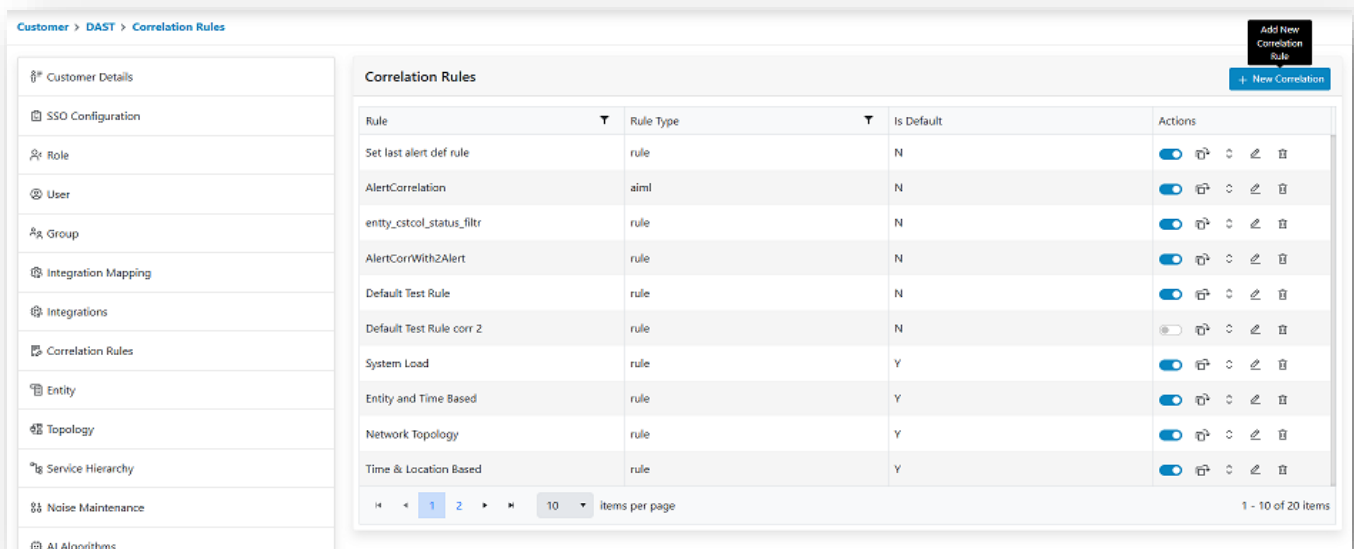 Customer > DAST > Correlation Rules
Add New
Correlation
Rule
Customer Details
SSO Configuration
Role
User
Group
Integration Mapping
Integrations
Correlation Rules
Entity
Topology
Service Hierarchy
Noise Maintenance
AI Algorithms
Correlation Rules
+ New Correlation
Rule Rule Type Is Default Actions
Set last alert def rule rule N
AlertCorrelation aiml N
entty_cstcol_status_filtr rule N
AlertCorrWith2Alert rule N
Default Test Rule rule N
Default Test Rule corr 2 rule N
System Load rule Y
Entity and Time Based rule Y
Network Topology rule Y
Time & Location Based rule Y
1 2 10 items per page 1 - 10 of 20 items